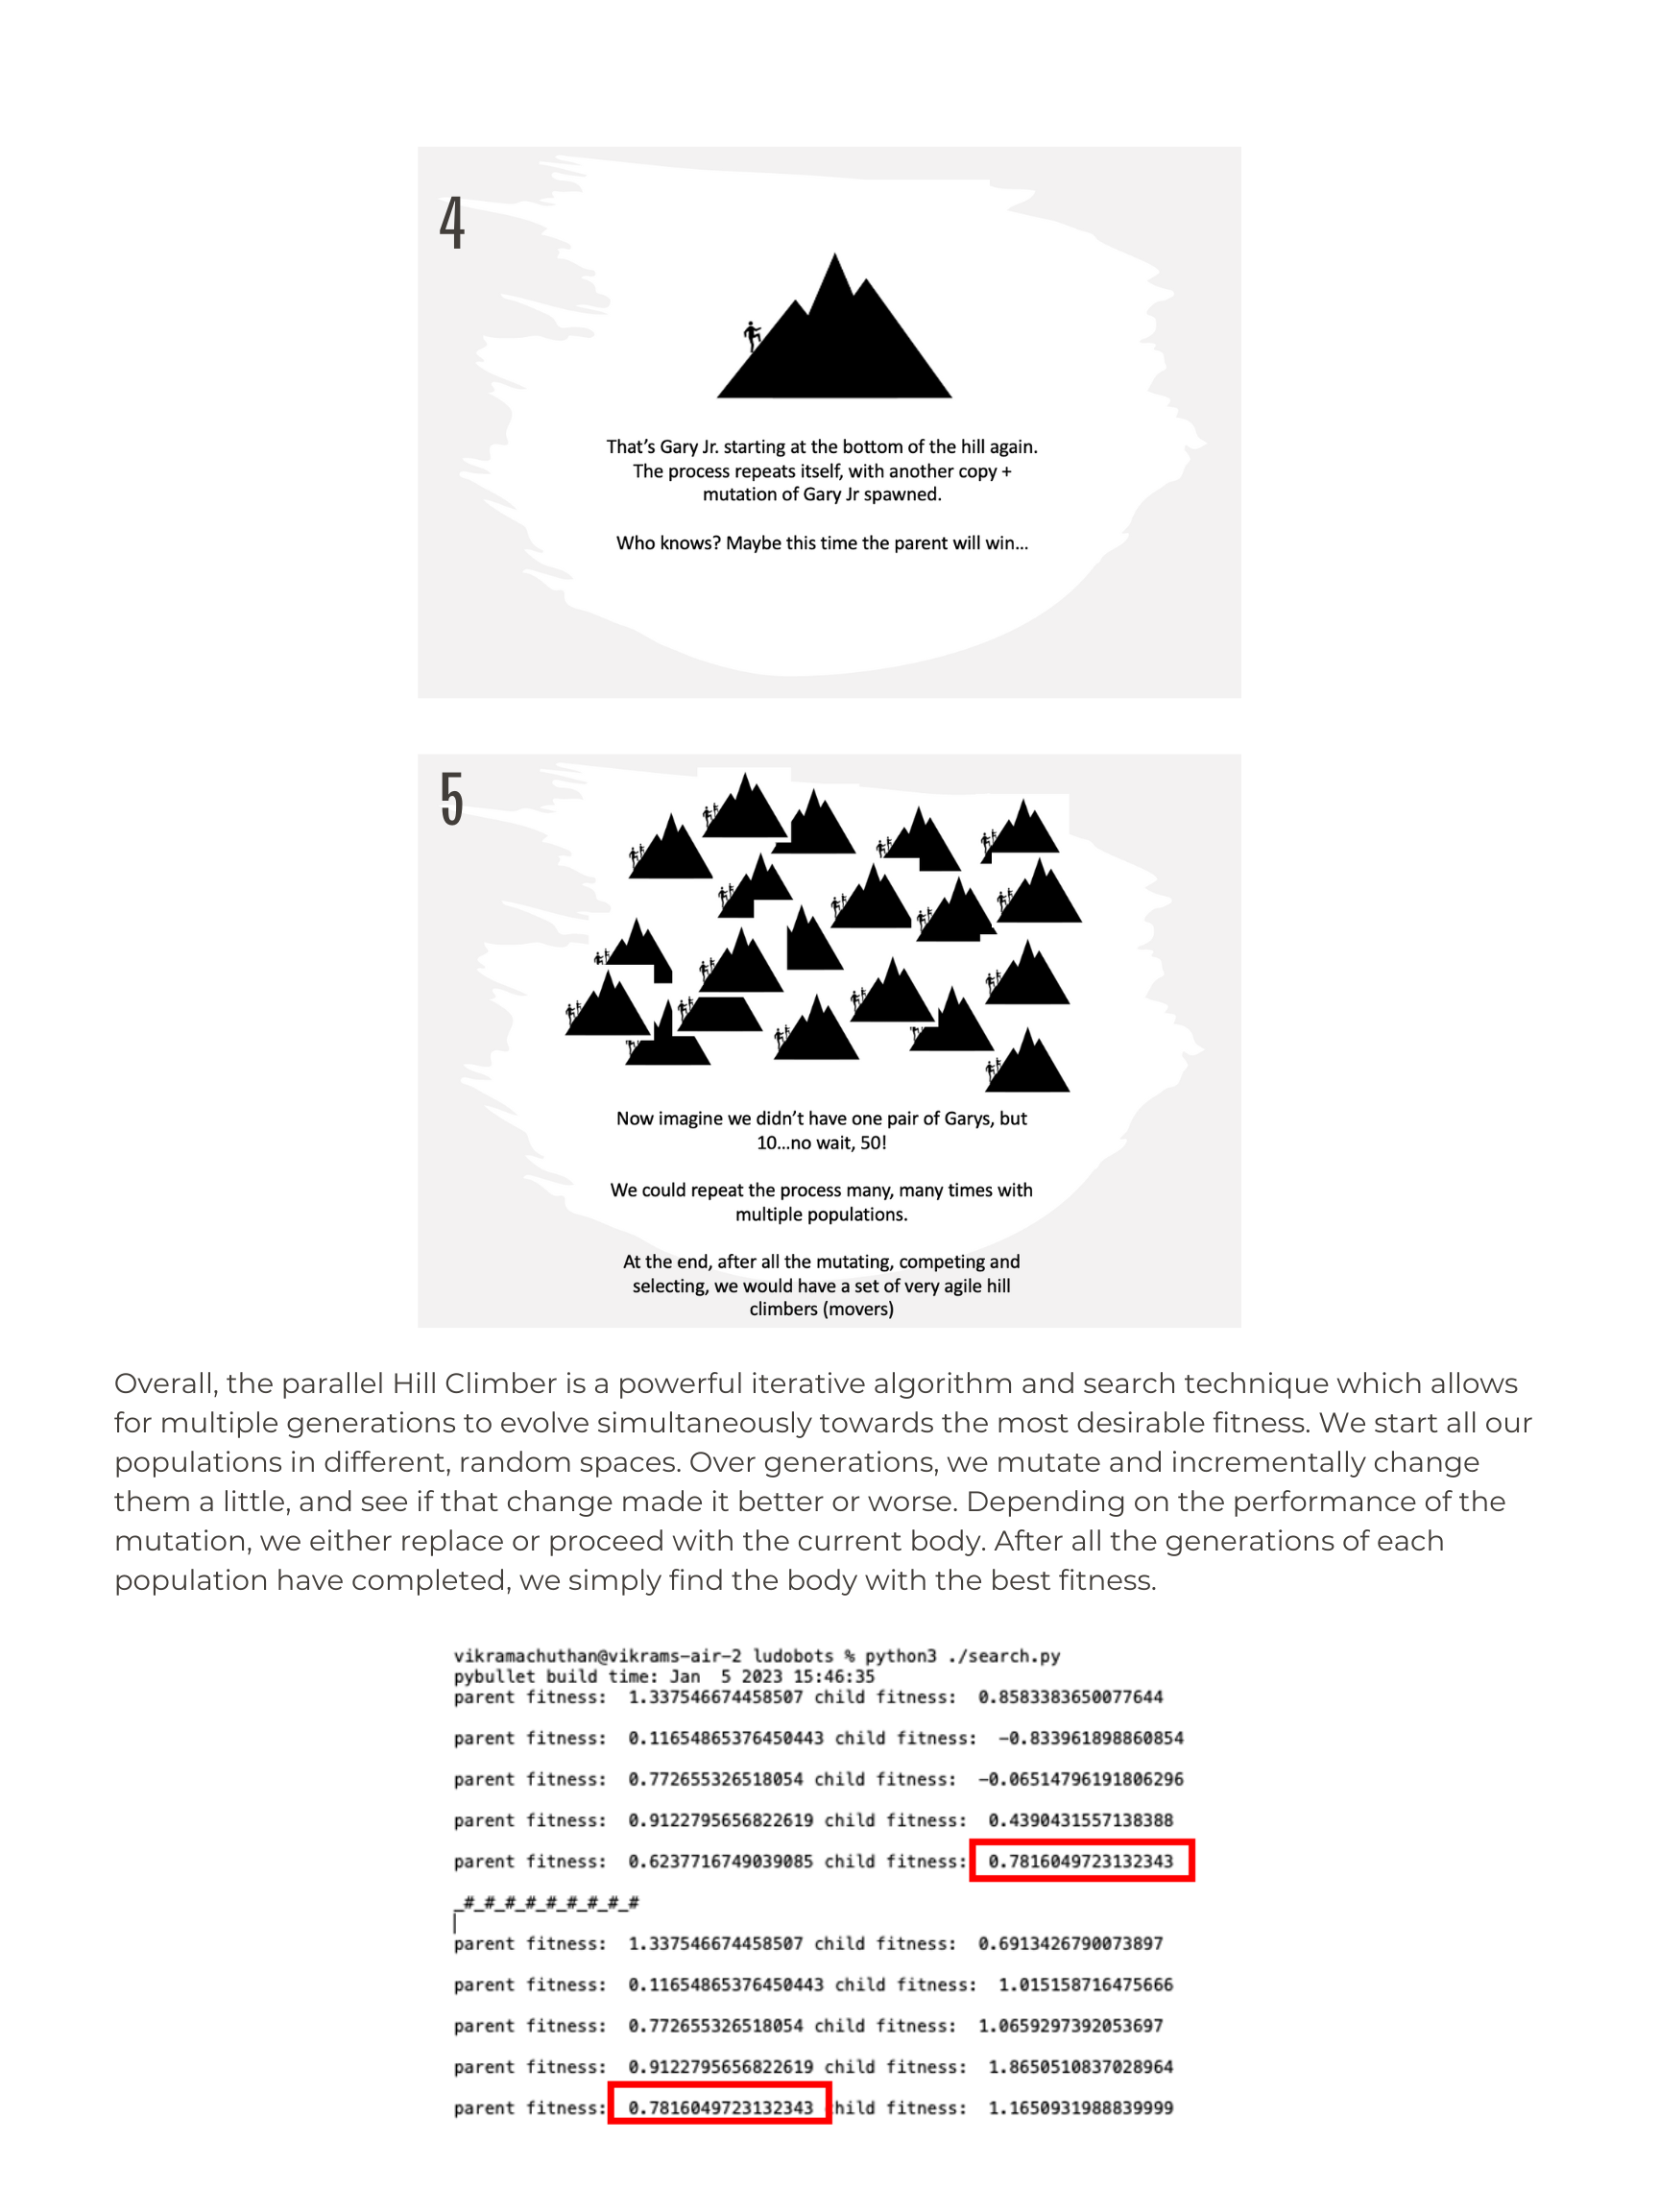 4
That's Gary Jr. starting at the bottom of the hill again.
The process repeats itself, with another copy +
mutation of Gary Jr spawned.
Who knows? Maybe this time the parent will win...
5
Now imagine we didn't have one pair of Garys, but
10...no wait, 50!
We could repeat the process many, many times with
multiple populations.
At the end, after all the mutating, competing and
selecting, we would have a set of very agile hill
climbers (movers)
Overall, the parallel Hill Climber is a powerful iterative algorithm and search technique which allows
for multiple generations to evolve simultaneously towards the most desirable fitness. We start all our
populations in different, random spaces. Over generations, we mutate and incrementally change
them a little, and see if that change made it better or worse. Depending on the performance of the
mutation, we either replace or proceed with the current body. After all the generations of each
population have completed, we simply find the body with the best fitness.
vikramachuthan@vikrams-air-2 ludobots % python3 ./search.py
pybullet build time: Jan  5 2023 15:46:35
parent fitness:  1.337546674458507 child fitness:  0.8583383650077644
parent fitness:  0.11654865376450443 child fitness:  -0.833961898860854
parent fitness:  0.772655326518054 child fitness:  -0.06514796191806296
parent fitness:  0.9122795656822619 child fitness:  0.4390431557138388
parent fitness:  0.6237716749039085 child fitness:  0.7816049723132343
_#_#_#_#_#_#_#_#_#
parent fitness:  1.337546674458507 child fitness:  0.6913426790073897
parent fitness:  0.11654865376450443 child fitness:  1.015158716475666
parent fitness:  0.772655326518054 child fitness:  1.0659297392053697
parent fitness:  0.9122795656822619 child fitness:  1.8650510837028964
parent fitness:  0.7816049723132343 child fitness:  1.1650931988839999